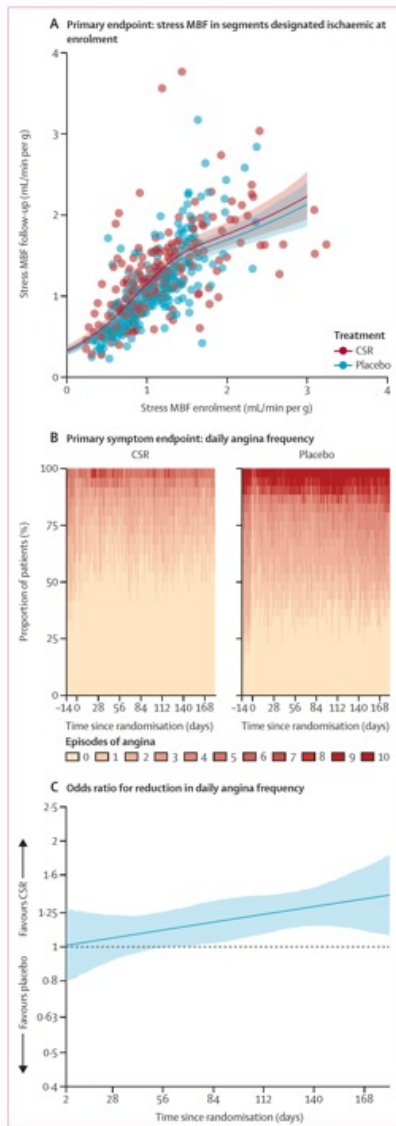 A Primary endpoint: stress MBF in segments designated ischaemic at
enrolment
4
3
2
1
0
Stress MBF follow-up (mL/min per g)
Treatment
CSR
Placebo
0 1 2 3 4
Stress MBF enrolment (mL/min per g)
B Primary symptom endpoint: daily angina frequency
CSR Placebo
100
75
50
25
0
Proportion of patients (%)
-14 0 28 56 84 112 140 168 -14 0 28 56 84 112 140 168
Time since randomisation (days) Time since randomisation (days)
Episodes of angina
0 1 2 3 4 5 6 7 8 9 10
C Odds ratio for reduction in daily angina frequency
2·5
2
1·6
1·25
1
0·8
0·63
0·5
0·4
Favours CSR
Favours placebo
2 28 56 84 112 140 168
Time since randomisation (days)